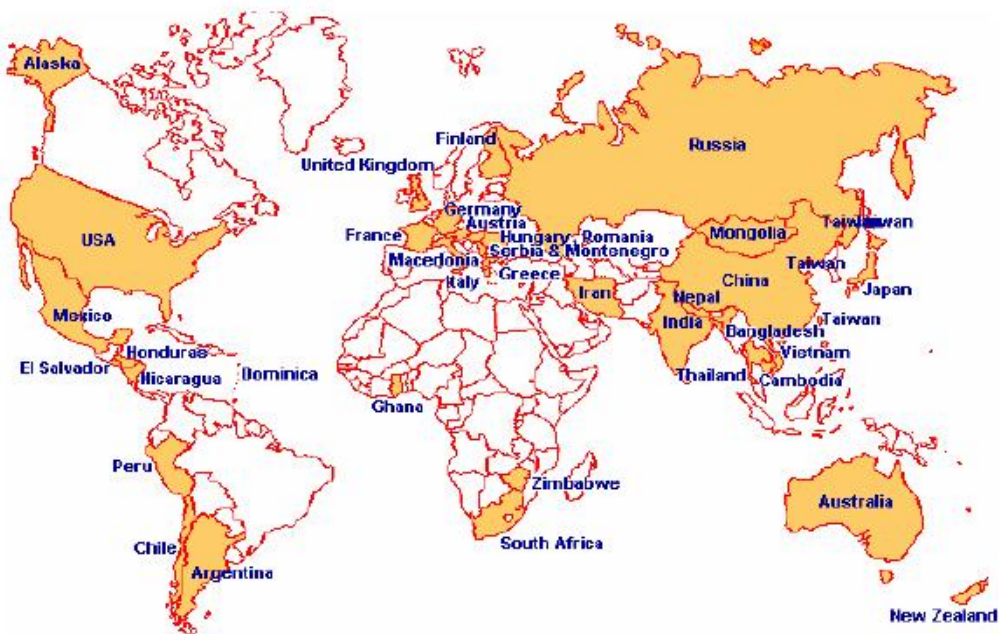 Alaska
Finland
Russia
United Kingdom
Germany
Austria
Taiwan
Taiwan
USA
France
Hungary
Romania
Mongolia
Macedonia
Serbia & Montenegro
Taiwan
Italy
Greece
China
Iran
Nepal
Japan
Mexico
India
Taiwan
Bangladesh
Honduras
Vietnam
El Salvador
Nicaragua
Dominica
Thailand
Cambodia
Ghana
Peru
Zimbabwe
Australia
South Africa
Chile
Argentina
New Zealand